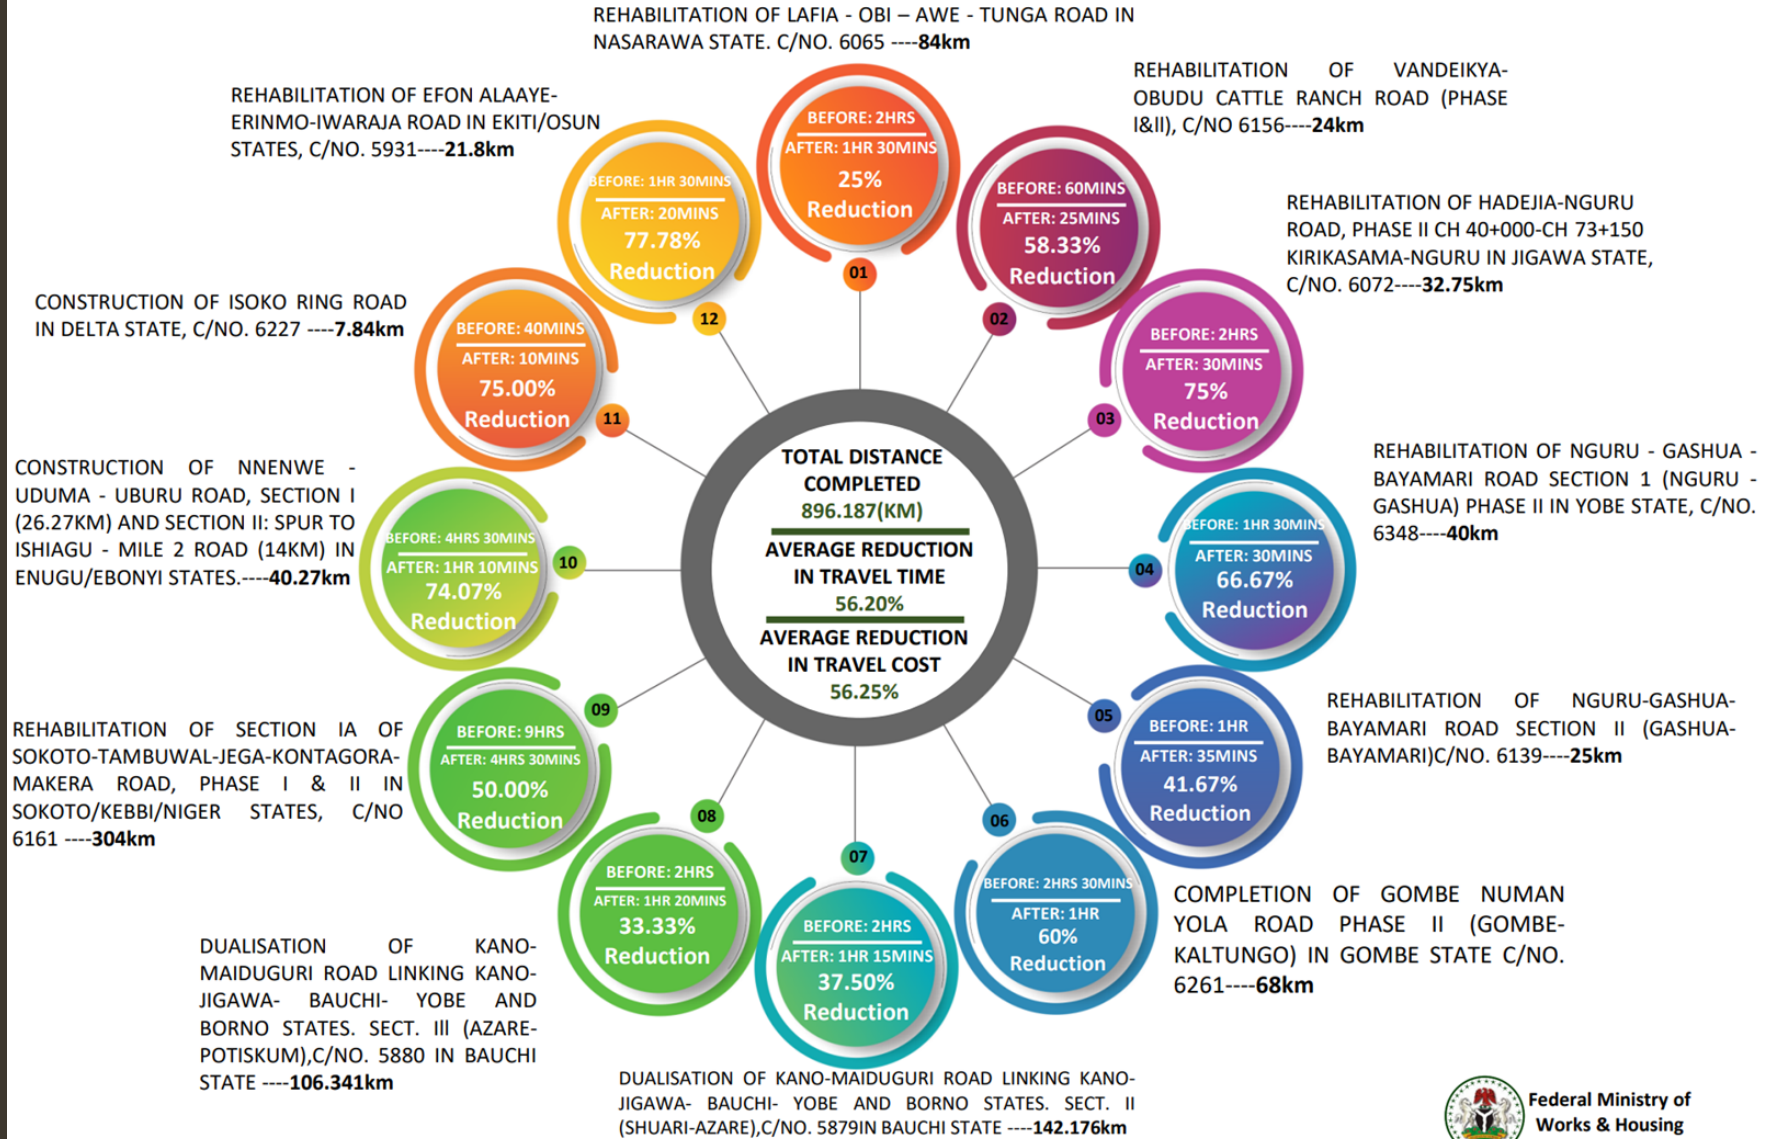 REHABILITATION OF LAFIA - OBI – AWE - TUNGA ROAD IN
NASARAWA STATE. C/NO. 6065 ----84km
BEFORE: 2HRS
AFTER: 1HR 30MINS
25%
Reduction
01
REHABILITATION OF VANDEIKYA-
OBUDU CATTLE RANCH ROAD (PHASE
I&II), C/NO 6156----24km
BEFORE: 60MINS
AFTER: 25MINS
58.33%
Reduction
02
REHABILITATION OF HADEJIA-NGURU
ROAD, PHASE II CH 40+000-CH 73+150
KIRIKASAMA-NGURU IN JIGAWA STATE,
C/NO. 6072----32.75km
BEFORE: 2HRS
AFTER: 30MINS
75%
Reduction
03
REHABILITATION OF NGURU - GASHUA -
BAYAMARI ROAD SECTION 1 (NGURU -
GASHUA) PHASE II IN YOBE STATE, C/NO.
6348----40km
BEFORE: 1HR 30MINS
AFTER: 30MINS
66.67%
Reduction
04
REHABILITATION OF NGURU-GASHUA-
BAYAMARI ROAD SECTION II (GASHUA-
BAYAMARI)C/NO. 6139----25km
BEFORE: 1HR
AFTER: 35MINS
41.67%
Reduction
05
COMPLETION OF GOMBE NUMAN
YOLA ROAD PHASE II (GOMBE-
KALTUNGO) IN GOMBE STATE C/NO.
6261----68km
BEFORE: 2HRS 30MINS
AFTER: 1HR
60%
Reduction
06
DUALISATION OF KANO-MAIDUGURI ROAD LINKING KANO-
JIGAWA- BAUCHI- YOBE AND BORNO STATES. SECT. II
(SHUARI-AZARE),C/NO. 5879IN BAUCHI STATE ----142.176km
BEFORE: 2HRS
AFTER: 1HR 15MINS
37.50%
Reduction
07
DUALISATION OF KANO-
MAIDUGURI ROAD LINKING KANO-
JIGAWA- BAUCHI- YOBE AND
BORNO STATES. SECT. III (AZARE-
POTISKUM),C/NO. 5880 IN BAUCHI
STATE ----106.341km
BEFORE: 2HRS
AFTER: 1HR 20MINS
33.33%
Reduction
08
REHABILITATION OF SECTION IA OF
SOKOTO-TAMBUWAL-JEGA-KONTAGORA-
MAKERA ROAD, PHASE I & II IN
SOKOTO/KEBBI/NIGER STATES, C/NO
6161 ----304km
BEFORE: 9HRS
AFTER: 4HRS 30MINS
50.00%
Reduction
09
CONSTRUCTION OF NNENWE -
UDUMA - UBURU ROAD, SECTION I
(26.27KM) AND SECTION II: SPUR TO
ISHIAGU - MILE 2 ROAD (14KM) IN
ENUGU/EBONYI STATES.----40.27km
BEFORE: 4HRS 30MINS
AFTER: 1HR 10MINS
74.07%
Reduction
10
CONSTRUCTION OF ISOKO RING ROAD
IN DELTA STATE, C/NO. 6227 ----7.84km
BEFORE: 40MINS
AFTER: 10MINS
75.00%
Reduction
11
REHABILITATION OF EFON ALAAYE-
ERINMO-IWARAJA ROAD IN EKITI/OSUN
STATES, C/NO. 5931----21.8km
BEFORE: 1HR 30MINS
AFTER: 20MINS
77.78%
Reduction
12
TOTAL DISTANCE
COMPLETED
896.187(KM)
AVERAGE REDUCTION
IN TRAVEL TIME
56.20%
AVERAGE REDUCTION
IN TRAVEL COST
56.25%
Federal Ministry of
Works & Housing